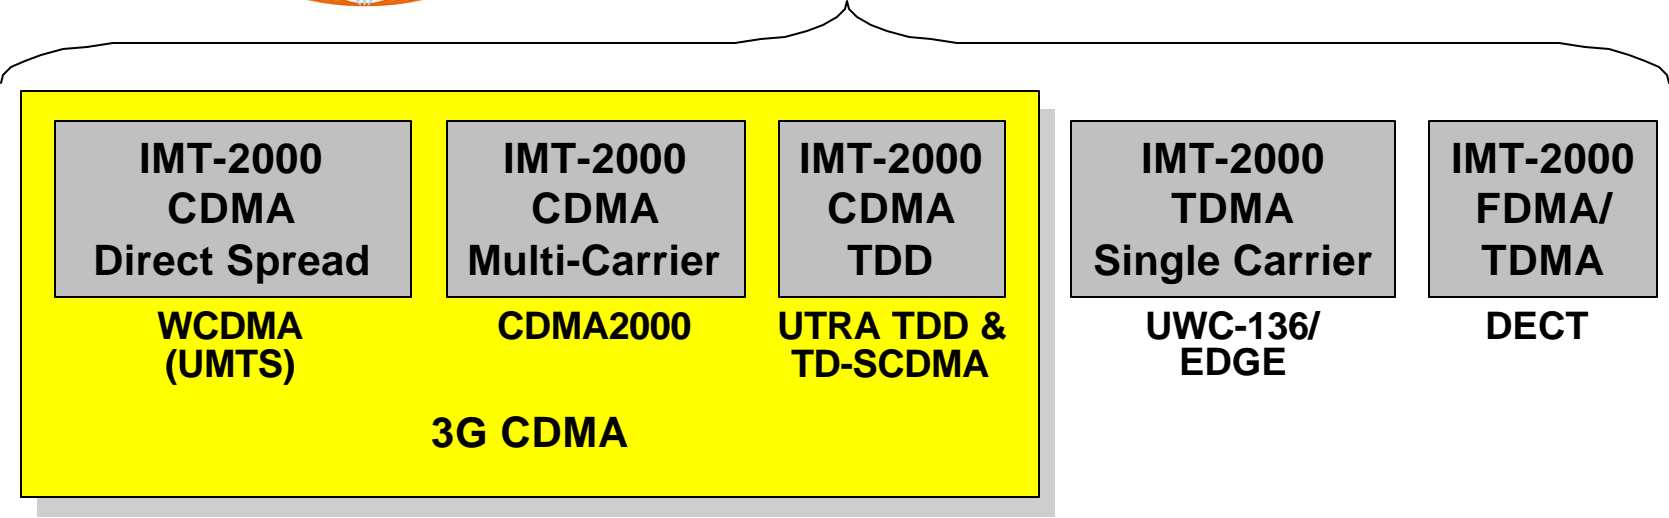 IMT-2000
CDMA
Direct Spread
WCDMA
(UMTS)
IMT-2000
CDMA
Multi-Carrier
CDMA2000
IMT-2000
CDMA
TDD
UTRA TDD &
TD-SCDMA
3G CDMA
IMT-2000
TDMA
Single Carrier
UWC-136/
EDGE
IMT-2000
FDMA/
TDMA
DECT